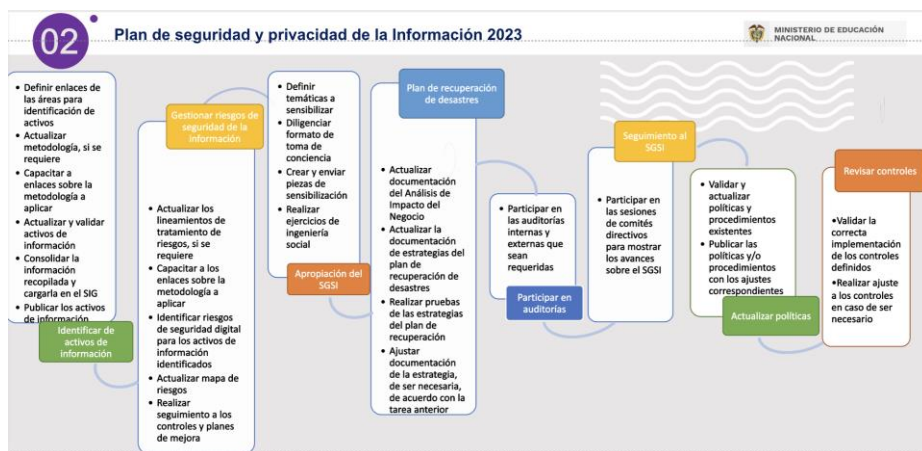 02
Plan de seguridad y privacidad de la Información 2023
MINISTERIO DE EDUCACIÓN
NACIONAL
• Definir enlaces de
las áreas para
identificación de
activos
• Actualizar
metodología, si se
requiere
• Capacitar a
enlaces sobre la
metodología a
aplicar
• Actualizar y validar
activos de
información
• Consolidar la
información
recopilada y
cargarla en el SIG
• Publicar los activos
de información
Identificar de
activos de
información
Gestionar riesgos de
seguridad de la
información
• Actualizar los
lineamientos de
tratamiento de
riesgos, si se
requiere
• Capacitar a los
enlaces sobre la
metodología a
aplicar
• Identificar riesgos
de seguridad digital
para los activos de
información
identificados
• Actualizar mapa de
riesgos
• Realizar
seguimiento a los
controles y planes
de mejora
• Definir
temáticas a
sensibilizar
• Diligenciar
formato de
toma de
conciencia
• Crear y enviar
piezas de
sensibilización
• Realizar
ejercicios de
ingeniería
social
Apropiación del
SGSI
Plan de recuperación
de desastres
• Actualizar
documentación
del Análisis de
Impacto del
Negocio
• Actualizar la
documentación
de estrategias del
plan de
recuperación de
desastres
• Realizar pruebas
de las estrategias
del plan de
recuperación
• Ajustar
documentación
de la estrategia,
de ser necesaria,
de acuerdo con la
tarea anterior
• Participar en
las auditorías
internas y
externas que
sean
requeridas
Participar en
auditorías
Seguimiento al
SGSI
• Participar en
las sesiones de
comités
directivos
para mostrar
los avances
sobre el SGSI
• Validar y
actualizar
políticas y
procedimientos
existentes
• Publicar las
políticas y/o
procedimientos
con los ajustes
correspondientes
Actualizar políticas
Revisar controles
•Validar la
correcta
implementación
de los controles
definidos
•Realizar ajuste
a los controles
en caso de ser
necesario